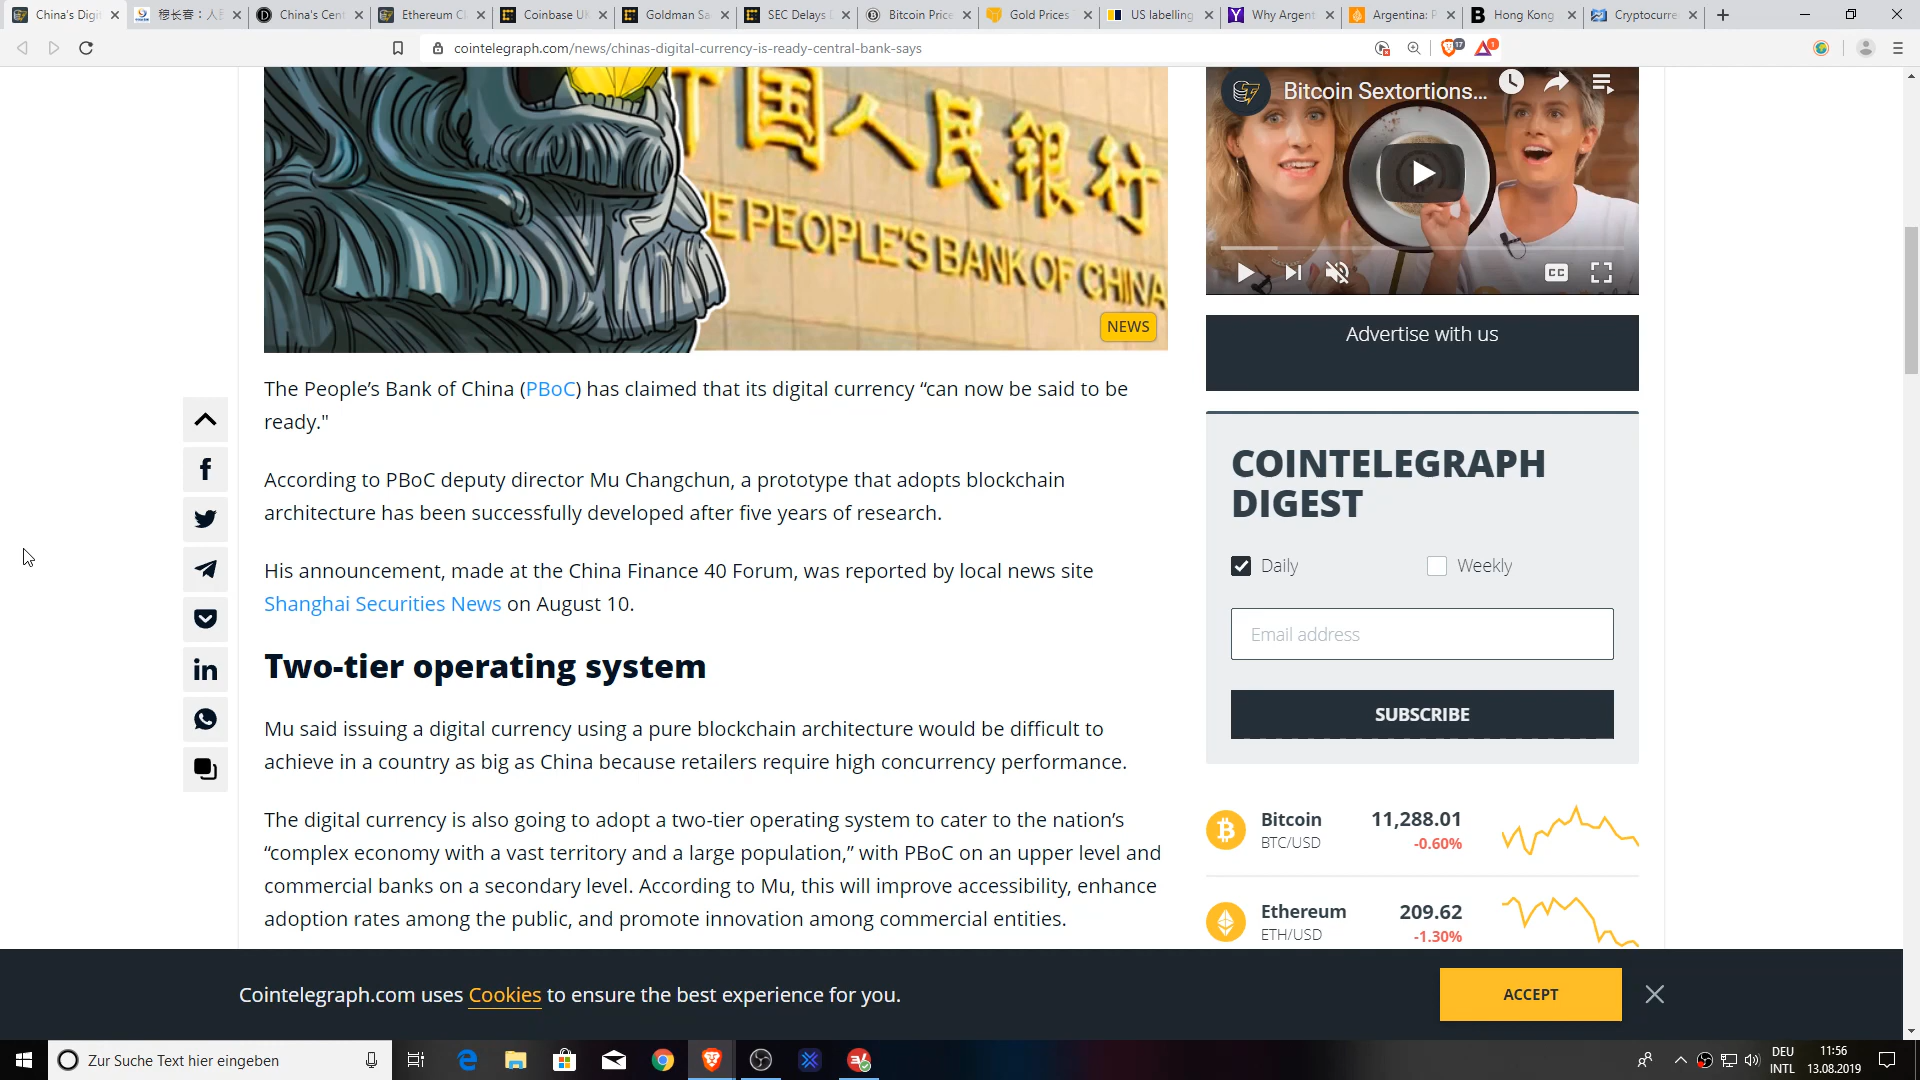 China's Digit
穆长春：人民
China's Cent
Ethereum Cl
Coinbase UK
Goldman Sa
SEC Delays
Bitcoin Price
Gold Prices
US labelling
Why Argent
Argentina: P
Hong Kong
Cryptocurre
cointelegraph.com/news/chinas-digital-currency-is-ready-central-bank-says
17
1
中国人民银行
THE PEOPLE'S BANK OF CHINA
NEWS
Bitcoin Sextortions...
CC
Advertise with us
The People’s Bank of China (PBoC) has claimed that its digital currency “can now be said to be
ready."
According to PBoC deputy director Mu Changchun, a prototype that adopts blockchain
architecture has been successfully developed after five years of research.
His announcement, made at the China Finance 40 Forum, was reported by local news site
Shanghai Securities News on August 10.
Two-tier operating system
Mu said issuing a digital currency using a pure blockchain architecture would be difficult to
achieve in a country as big as China because retailers require high concurrency performance.
The digital currency is also going to adopt a two-tier operating system to cater to the nation’s
“complex economy with a vast territory and a large population,” with PBoC on an upper level and
commercial banks on a secondary level. According to Mu, this will improve accessibility, enhance
adoption rates among the public, and promote innovation among commercial entities.
COINTELEGRAPH
DIGEST
Daily
Weekly
Email address
SUBSCRIBE
Bitcoin 11,288.01
BTC/USD -0.60%
Ethereum 209.62
ETH/USD -1.30%
Cointelegraph.com uses Cookies to ensure the best experience for you.
ACCEPT
Zur Suche Text hier eingeben
DEU
INTL
11:56
13.08.2019